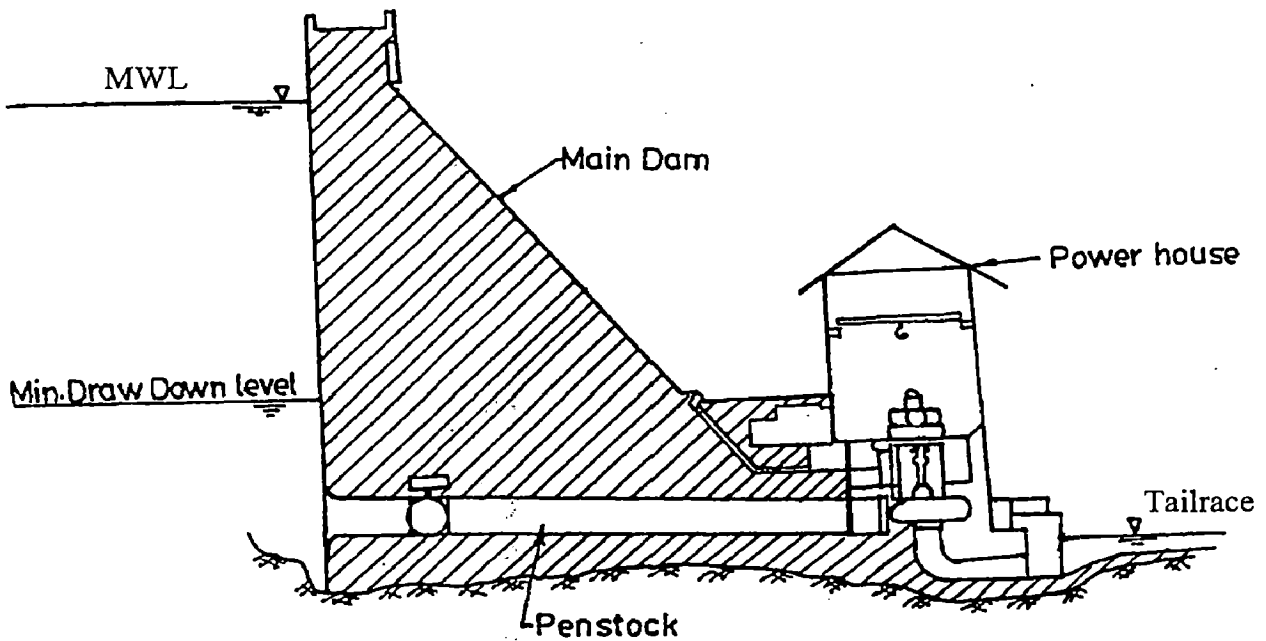 MWL
Main Dam
Power house
Min.Draw Down level
Tailrace
Penstock